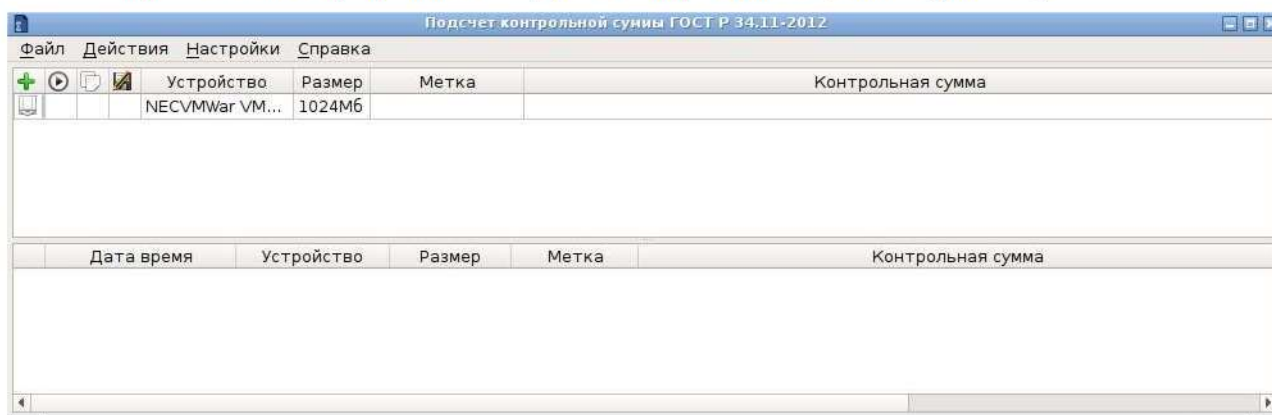 Подсчет контрольной суммы ГОСТ Р 34.11-2012
Файл Действия Настройки Справка
Устройство Размер Метка Контрольная сумма
NECVMWar VM... 1024Мб
Дата время Устройство Размер Метка Контрольная сумма